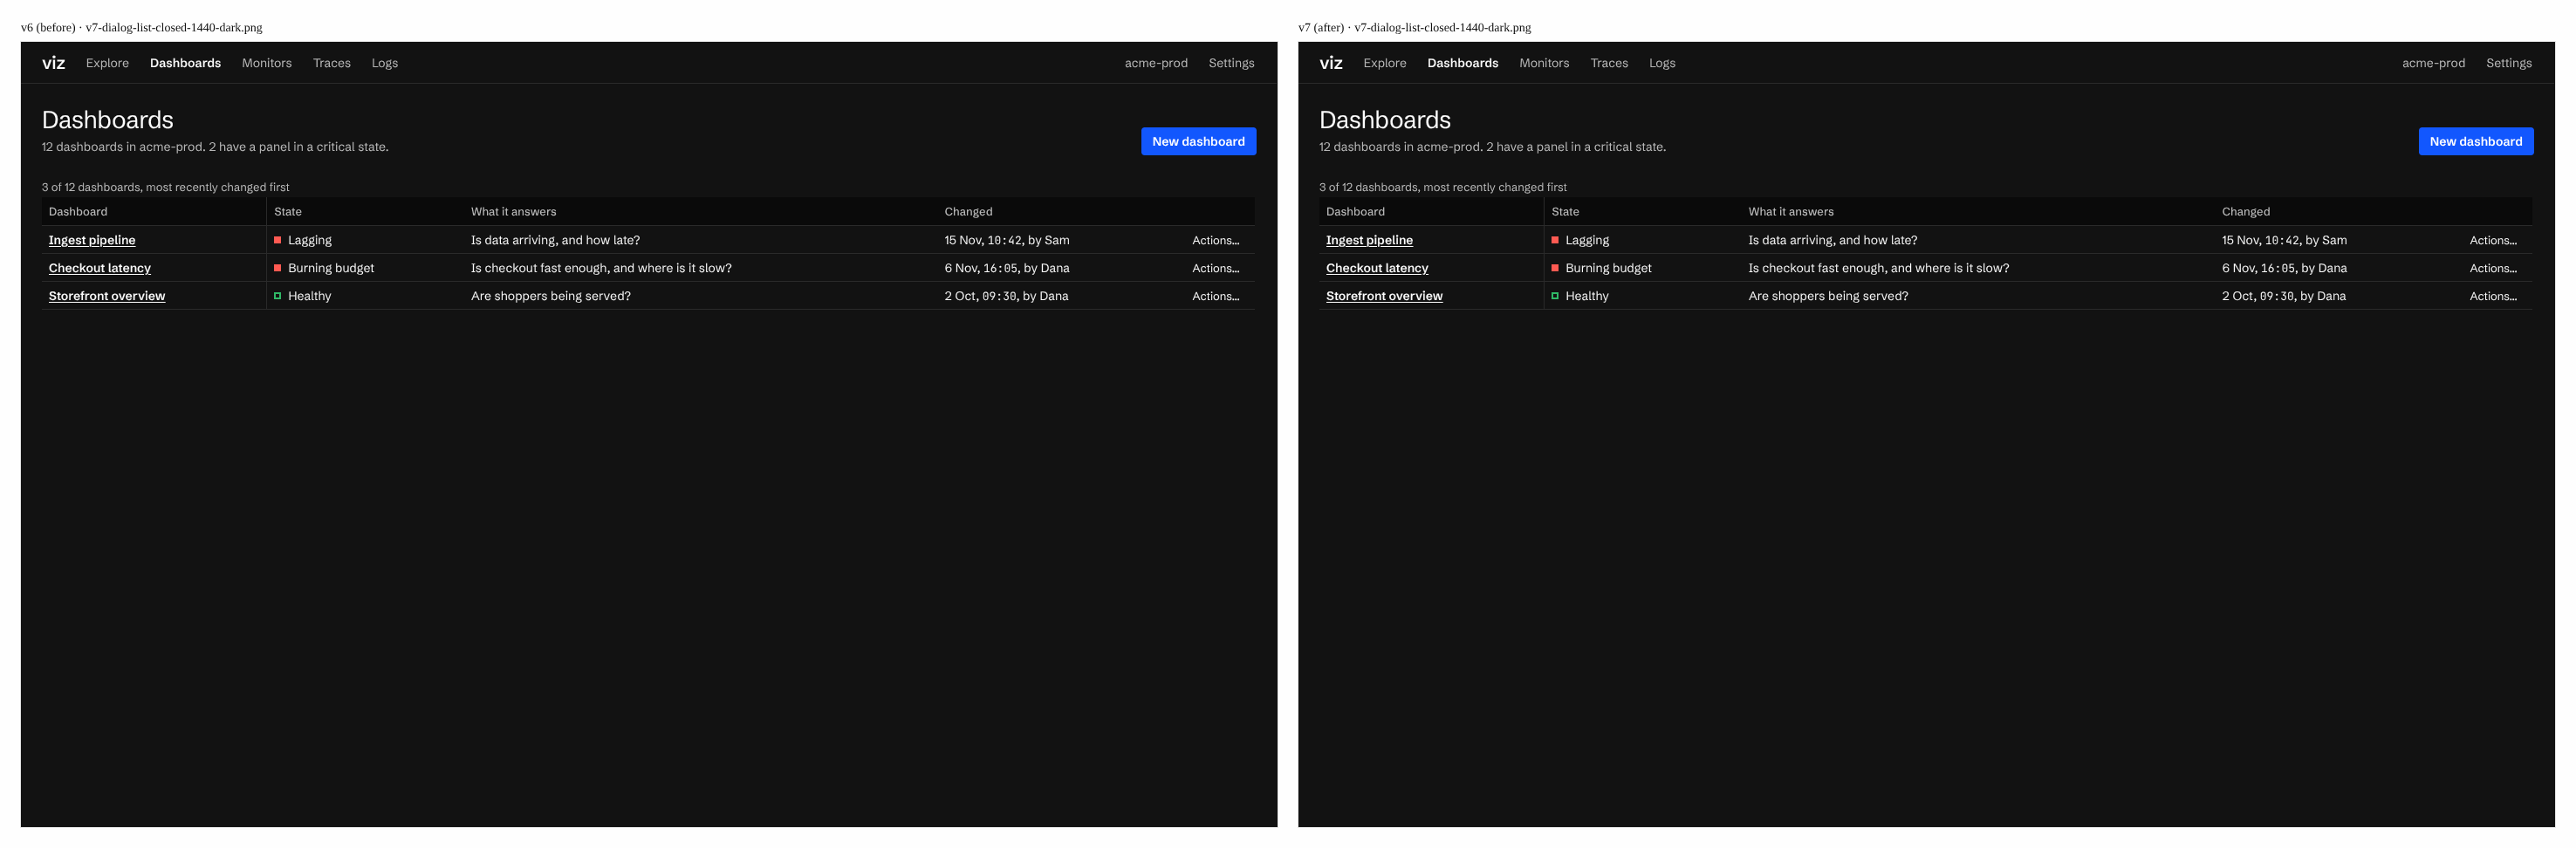 v6 (before) · v7-dialog-list-closed-1440-dark.png
viz Explore Dashboards Monitors Traces Logs acme-prod Settings
Dashboards
12 dashboards in acme-prod. 2 have a panel in a critical state.
New dashboard
3 of 12 dashboards, most recently changed first
Dashboard State What it answers Changed
Ingest pipeline Lagging Is data arriving, and how late? 15 Nov, 10:42, by Sam Actions...
Checkout latency Burning budget Is checkout fast enough, and where is it slow? 6 Nov, 16:05, by Dana Actions...
Storefront overview Healthy Are shoppers being served? 2 Oct, 09:30, by Dana Actions...
v7 (after) · v7-dialog-list-closed-1440-dark.png
viz Explore Dashboards Monitors Traces Logs acme-prod Settings
Dashboards
12 dashboards in acme-prod. 2 have a panel in a critical state.
New dashboard
3 of 12 dashboards, most recently changed first
Dashboard State What it answers Changed
Ingest pipeline Lagging Is data arriving, and how late? 15 Nov, 10:42, by Sam Actions...
Checkout latency Burning budget Is checkout fast enough, and where is it slow? 6 Nov, 16:05, by Dana Actions...
Storefront overview Healthy Are shoppers being served? 2 Oct, 09:30, by Dana Actions...